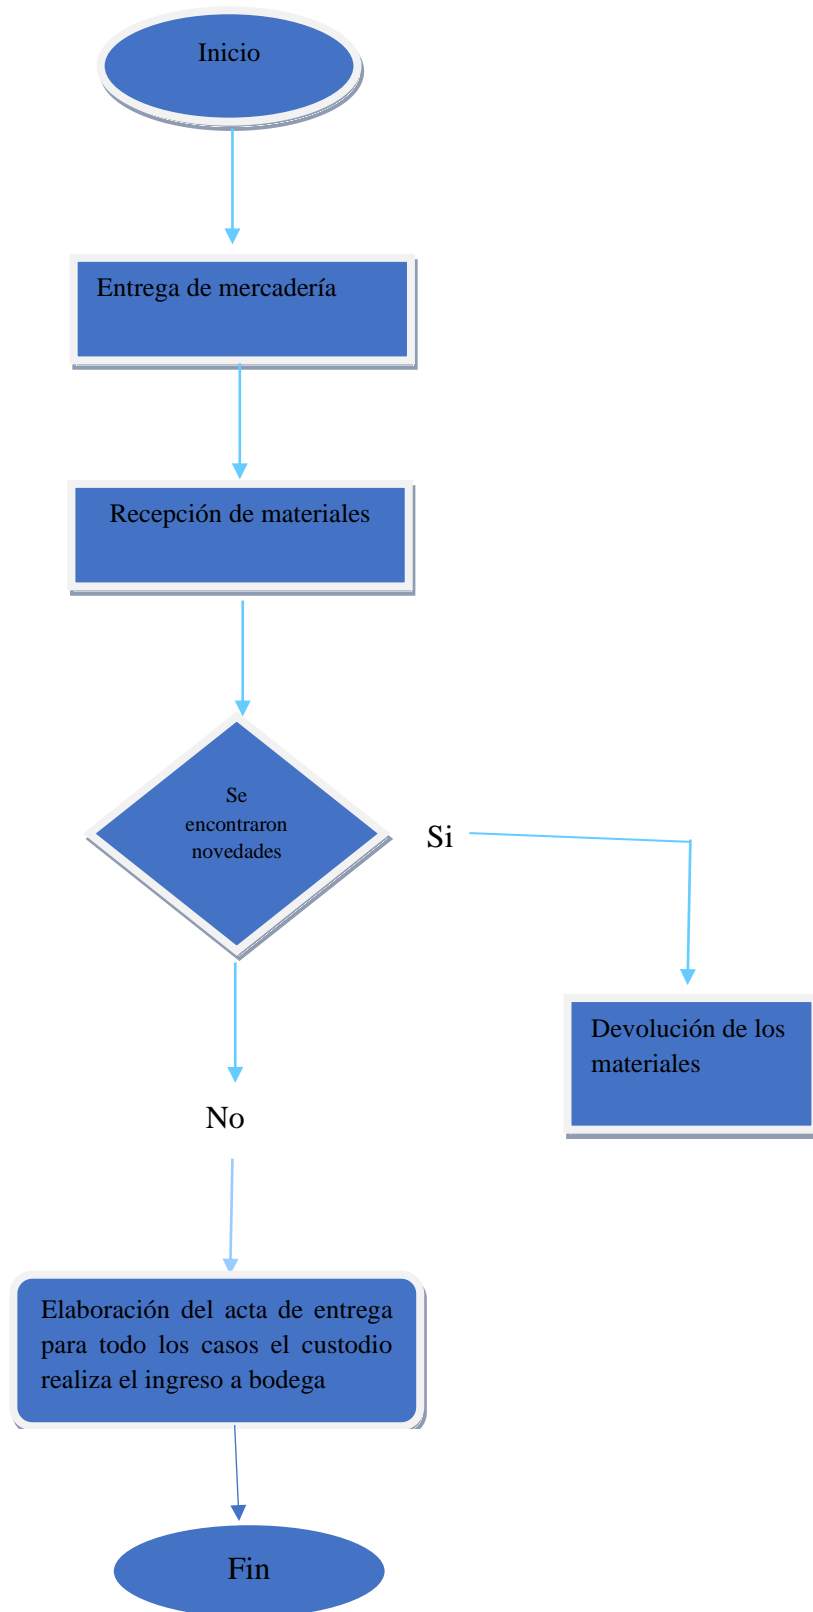 Inicio
Entrega de mercadería
Recepción de materiales
Se
encontraron
novedades
Si
Devolución de los
materiales
No
Elaboración del acta de entrega
para todo los casos el custodio
realiza el ingreso a bodega
Fin